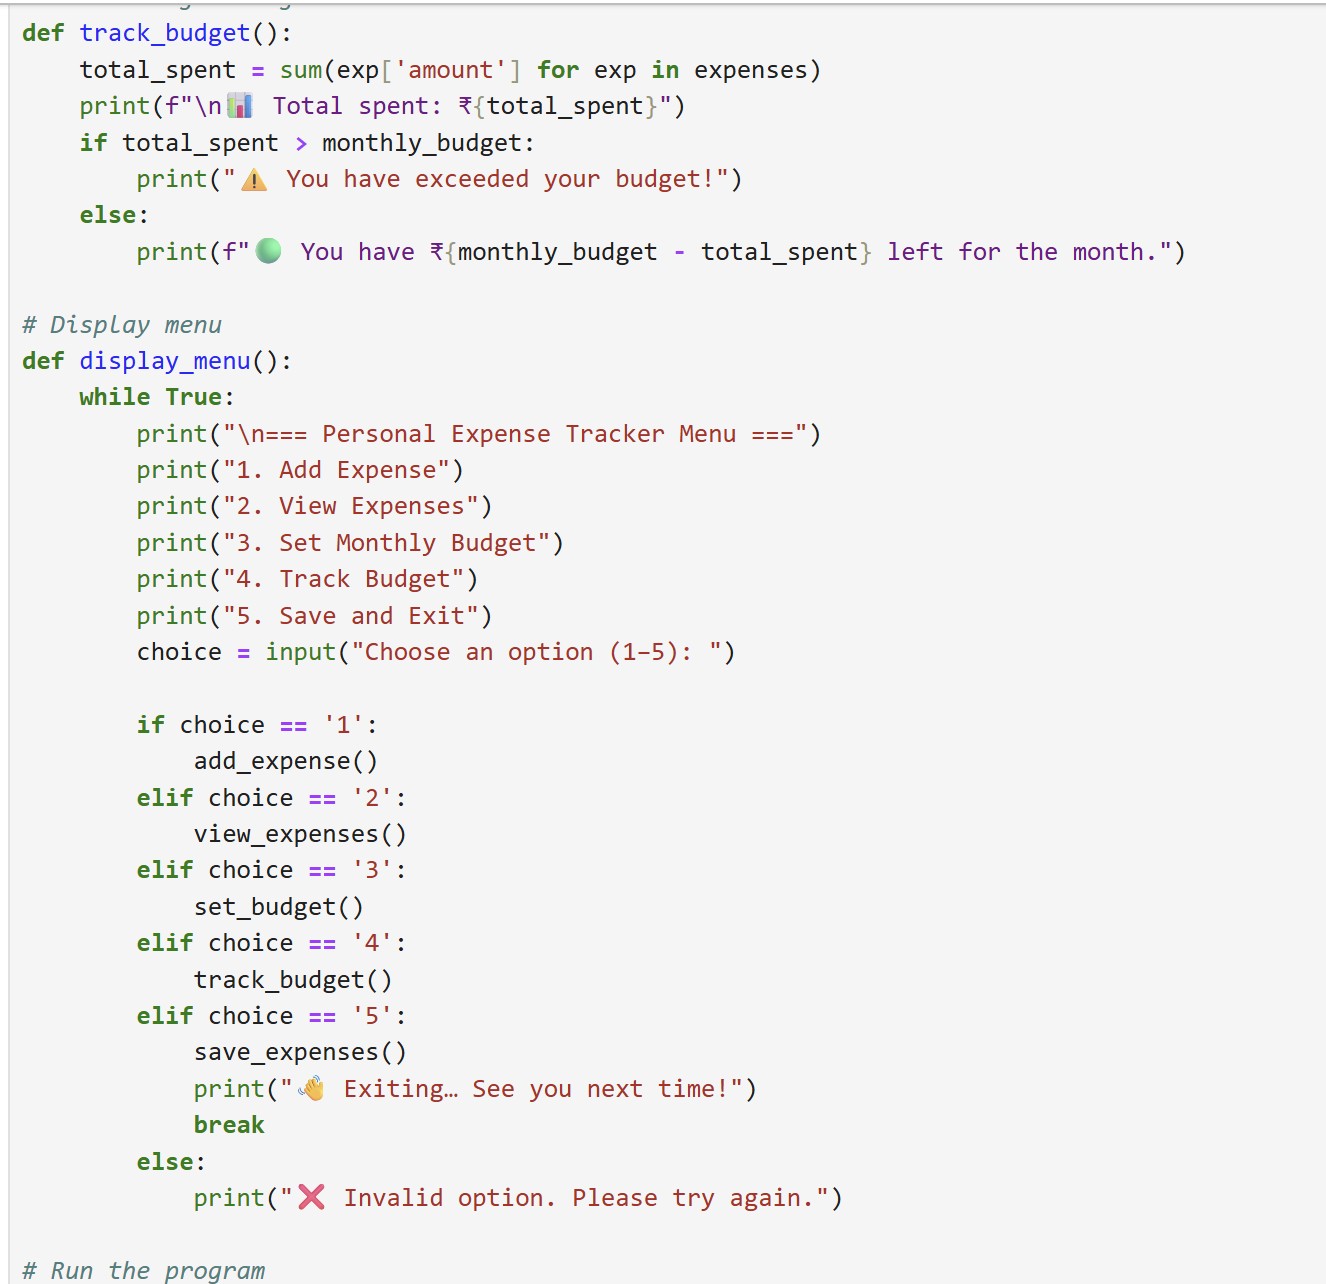 def track_budget():
    total_spent = sum(exp['amount'] for exp in expenses)
    print(f"\n📊 Total spent: ₹{total_spent}")
    if total_spent > monthly_budget:
        print("⚠️ You have exceeded your budget!")
    else:
        print(f"🟢 You have ₹{monthly_budget - total_spent} left for the month.")

# Display menu
def display_menu():
    while True:
        print("\n=== Personal Expense Tracker Menu ===")
        print("1. Add Expense")
        print("2. View Expenses")
        print("3. Set Monthly Budget")
        print("4. Track Budget")
        print("5. Save and Exit")
        choice = input("Choose an option (1–5): ")

        if choice == '1':
            add_expense()
        elif choice == '2':
            view_expenses()
        elif choice == '3':
            set_budget()
        elif choice == '4':
            track_budget()
        elif choice == '5':
            save_expenses()
            print("👋 Exiting… See you next time!")
            break
        else:
            print("❌ Invalid option. Please try again.")

# Run the program